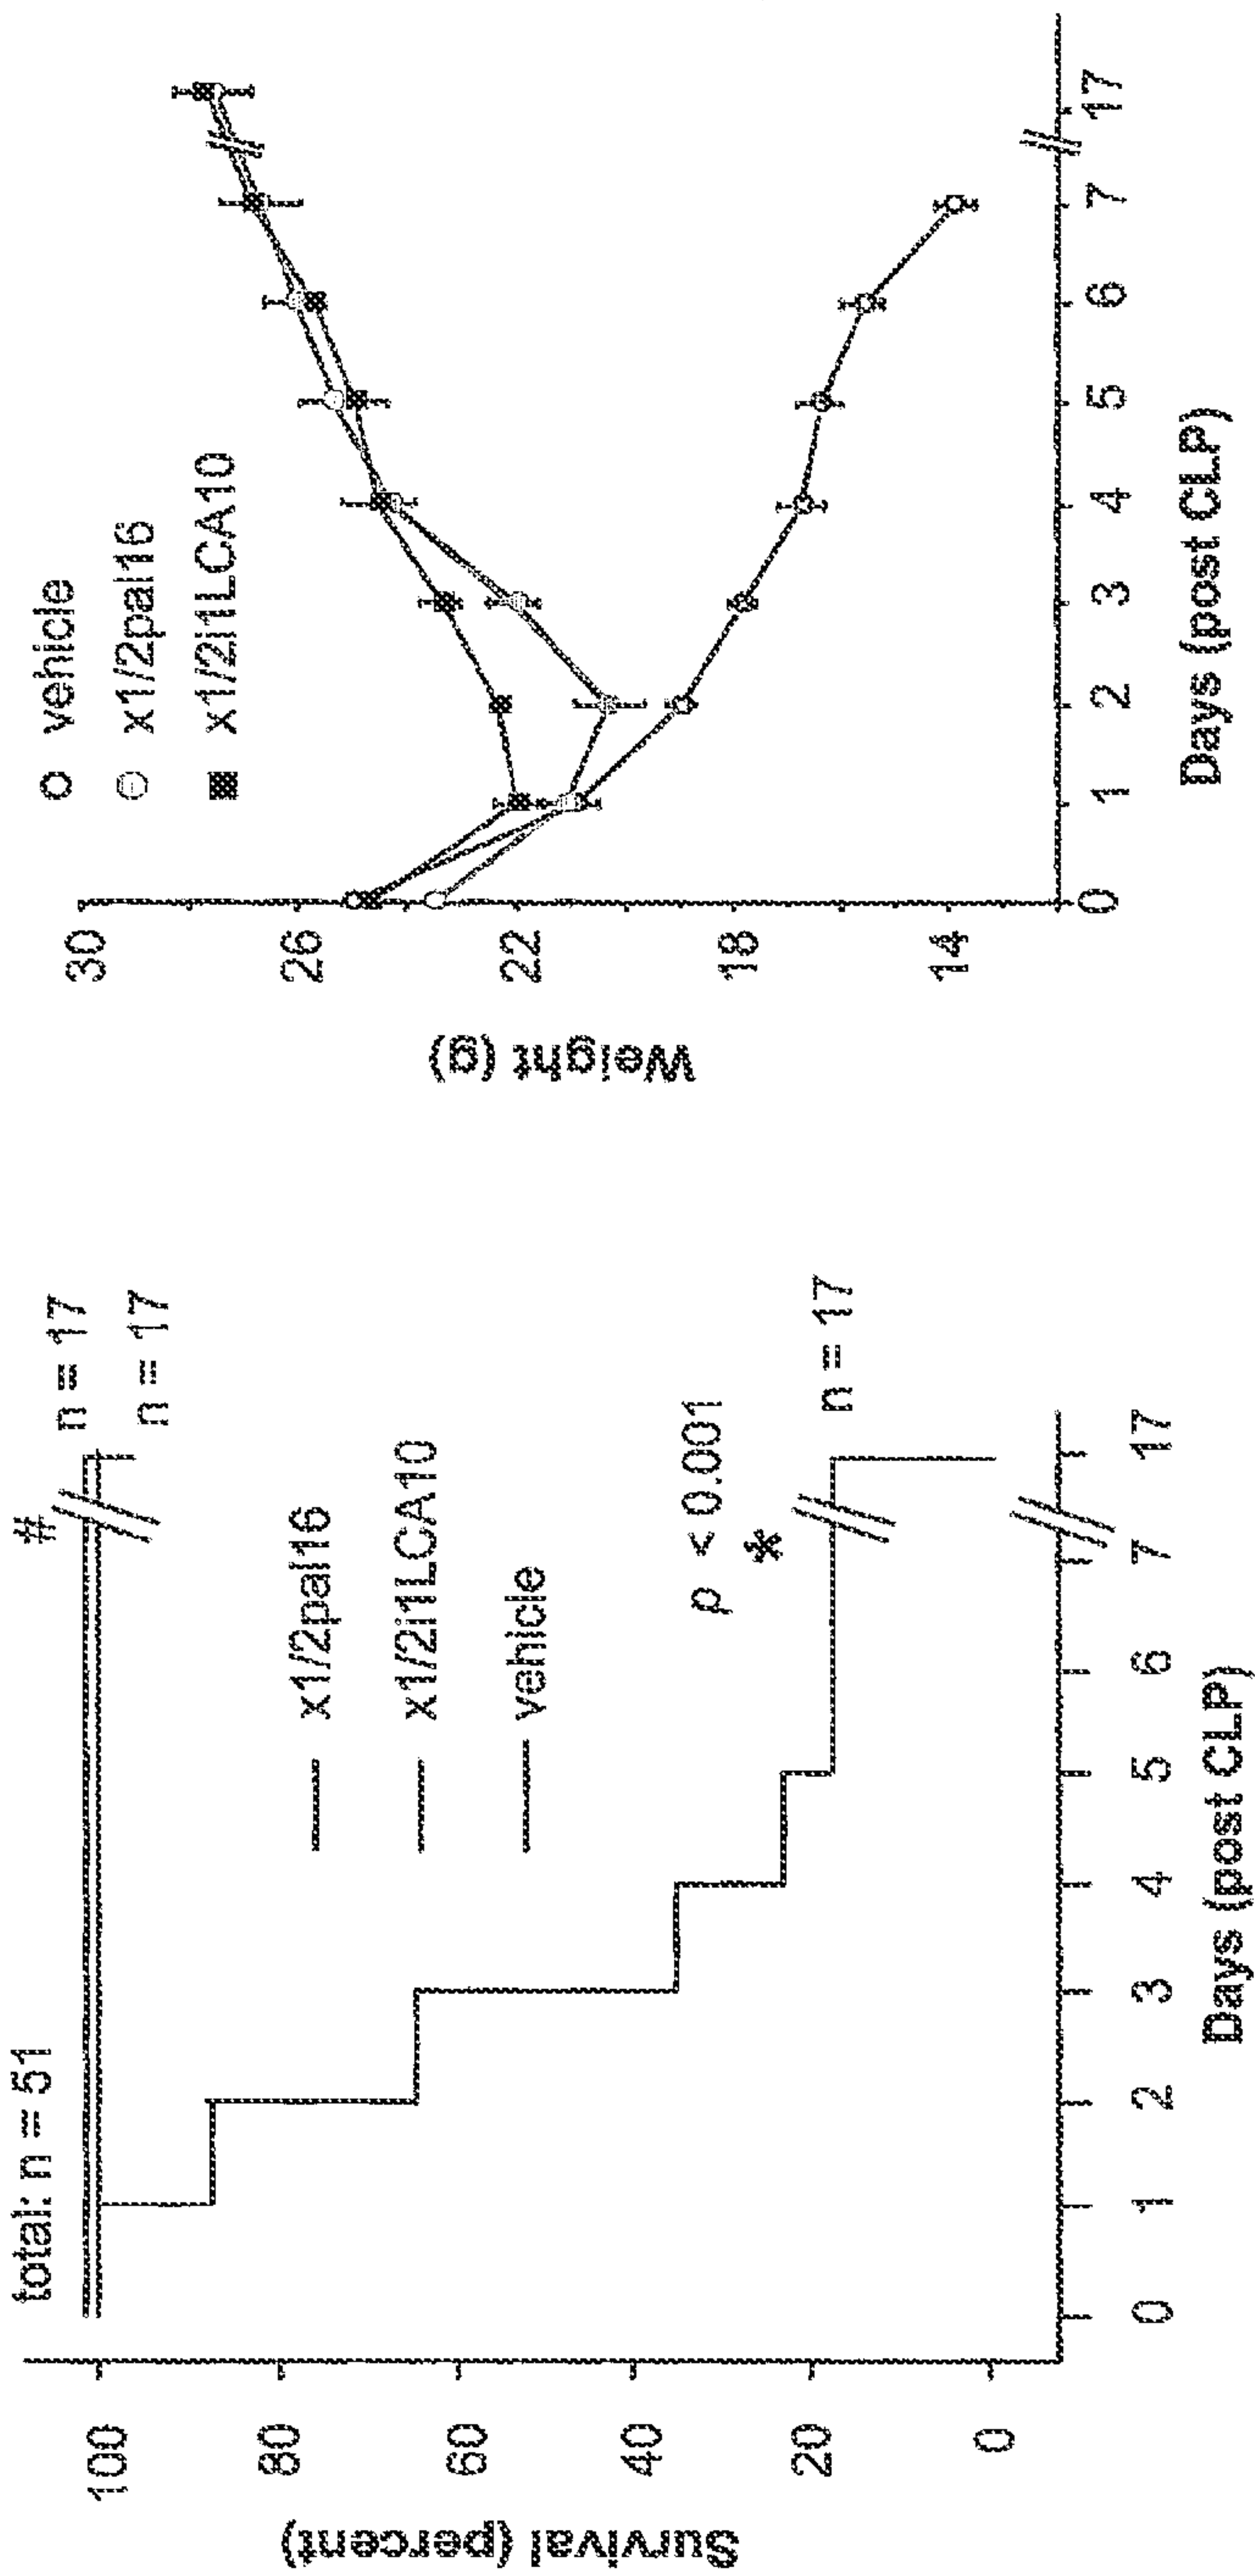 total: n = 51
#
n = 17
n = 17
x1/2pal16
x1/2i1LCA10
vehicle
p < 0.001
*
n = 17
100
80
60
40
20
0
Survival (percent)
0 1 2 3 4 5 6 7 17
Days (post CLP)
vehicle
x1/2pal16
x1/2i1LCA10
30
26
22
18
14
Weight (g)
0 1 2 3 4 5 6 7 17
Days (post CLP)